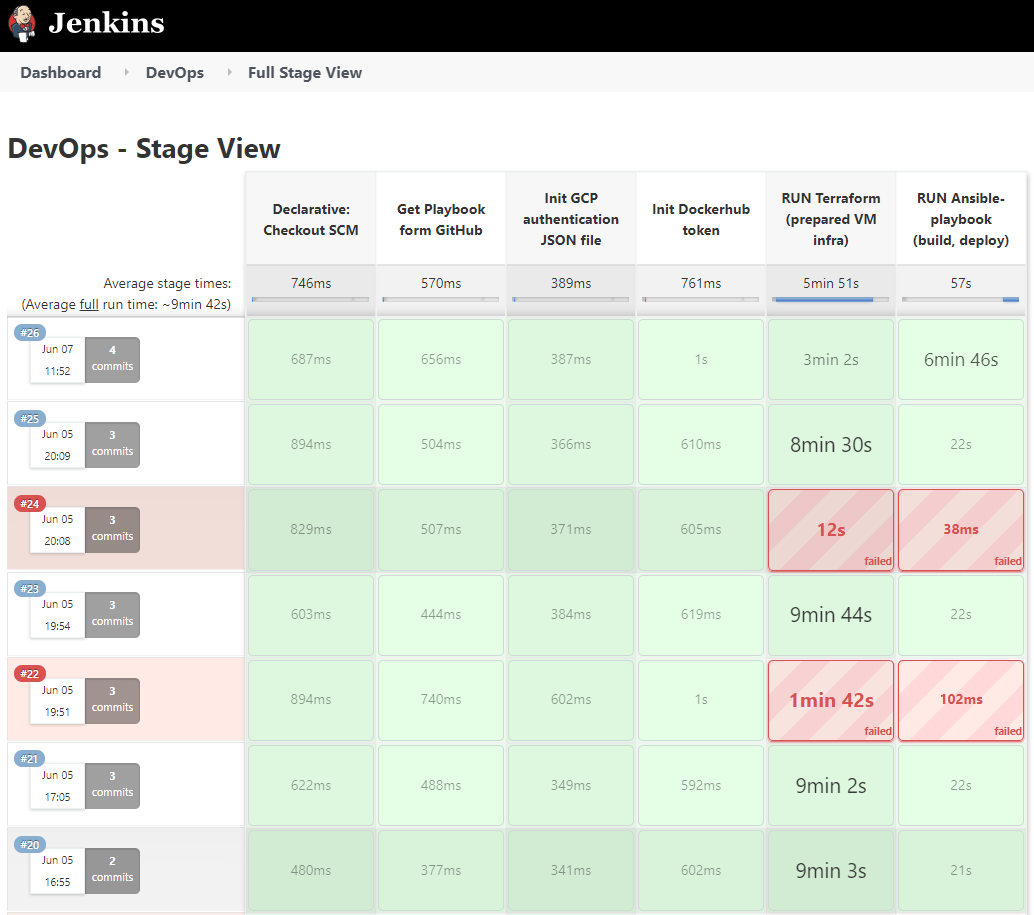 Jenkins
Dashboard DevOps Full Stage View
DevOps - Stage View
Declarative:
Checkout SCM
Get Playbook
form GitHub
Init GCP
authentication
JSON file
Init Dockerhub
token
RUN Terraform
(prepared VM
infra)
RUN Ansible-
playbook
(build, deploy)
Average stage times:
(Average full run time: ~9min 42s)
746ms 570ms 389ms 761ms 5min 51s 57s
#26
Jun 07
11:52
4
commits
687ms 656ms 387ms 1s 3min 2s 6min 46s
#25
Jun 05
20:09
3
commits
894ms 504ms 366ms 610ms 8min 30s 22s
#24
Jun 05
20:08
3
commits
829ms 507ms 371ms 605ms 12s 38ms
failed failed
#23
Jun 05
19:54
3
commits
603ms 444ms 384ms 619ms 9min 44s 22s
#22
Jun 05
19:51
3
commits
894ms 740ms 602ms 1s 1min 42s 102ms
failed failed
#21
Jun 05
17:05
3
commits
622ms 488ms 349ms 592ms 9min 2s 22s
#20
Jun 05
16:55
2
commits
480ms 377ms 341ms 602ms 9min 3s 21s